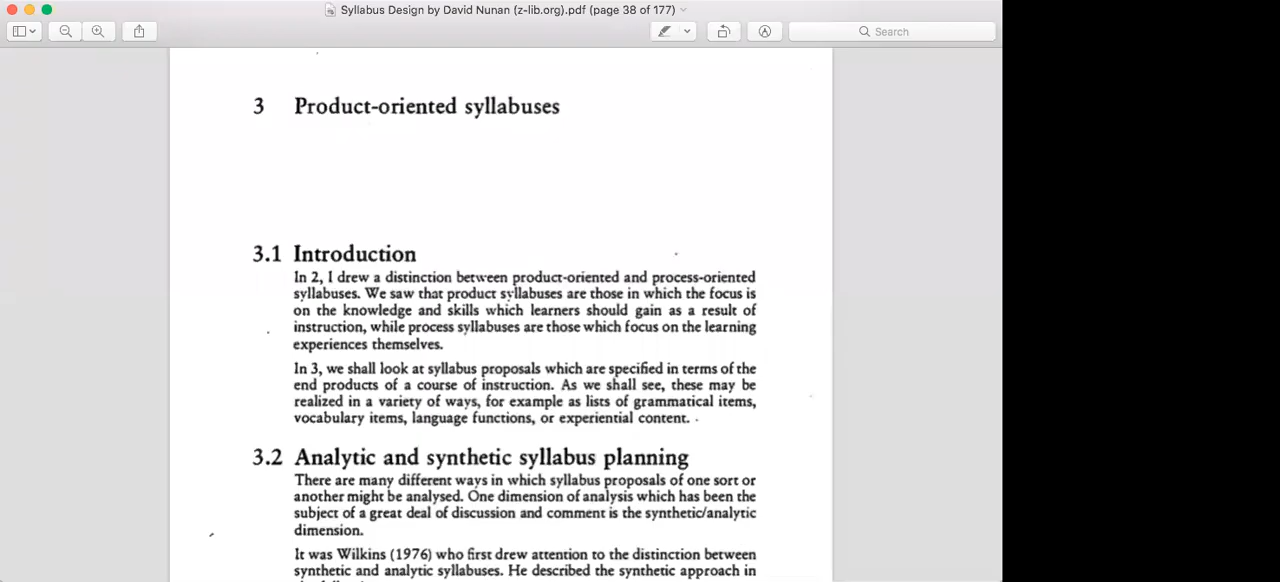 Syllabus Design by David Nunan (z-lib.org).pdf (page 38 of 177)
Search
3 Product-oriented syllabuses
3.1 Introduction
In 2, I drew a distinction between product-oriented and process-oriented
syllabuses. We saw that product syllabuses are those in which the focus is
on the knowledge and skills which learners should gain as a result of
instruction, while process syllabuses are those which focus on the learning
experiences themselves.
In 3, we shall look at syllabus proposals which are specified in terms of the
end products of a course of instruction. As we shall see, these may be
realized in a variety of ways, for example as lists of grammatical items,
vocabulary items, language functions, or experiential content.
3.2 Analytic and synthetic syllabus planning
There are many different ways in which syllabus proposals of one sort or
another might be analysed. One dimension of analysis which has been the
subject of a great deal of discussion and comment is the synthetic/analytic
dimension.
It was Wilkins (1976) who first drew attention to the distinction between
synthetic and analytic syllabuses. He described the synthetic approach in